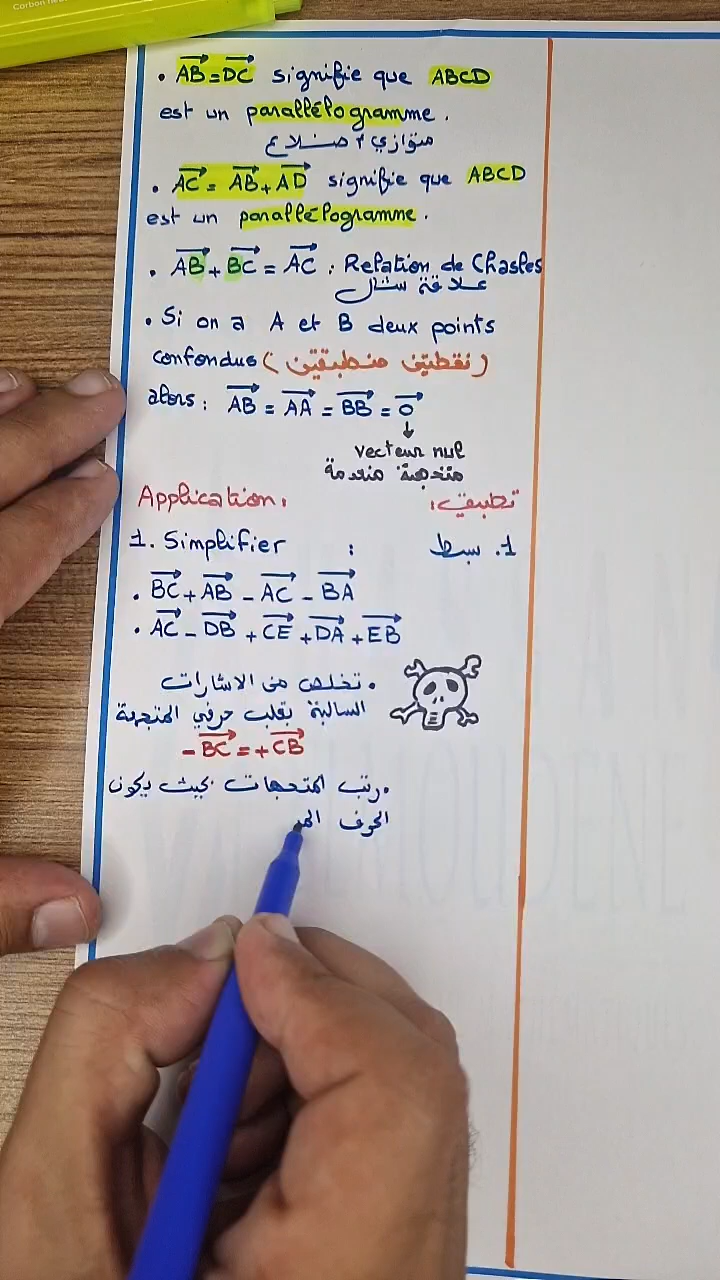 Carbon
• AB = DC signifie que ABCD
est un parallélogramme.
متوازي أضلاع
• AC = AB + AD signifie que ABCD
est un parallélogramme.
• AB + BC = AC : Relation de Chasles
علاقة شال
• Si on a A et B deux points
confondus (نقطتين منطبقتين)
alors : AB = AA = BB = 0
↓
vecteur nul
متجهة منعدمة
Application. تطبيق:
1. Simplifier : 1. بسط
• BC + AB - AC - BA
• AC - DB + CE + DA + EB
• تخلص من الاشارات
السالبة بقلب حرفي المتجهة
- BC = + CB
• رتب المتجهات بحيث يكون
الحرف